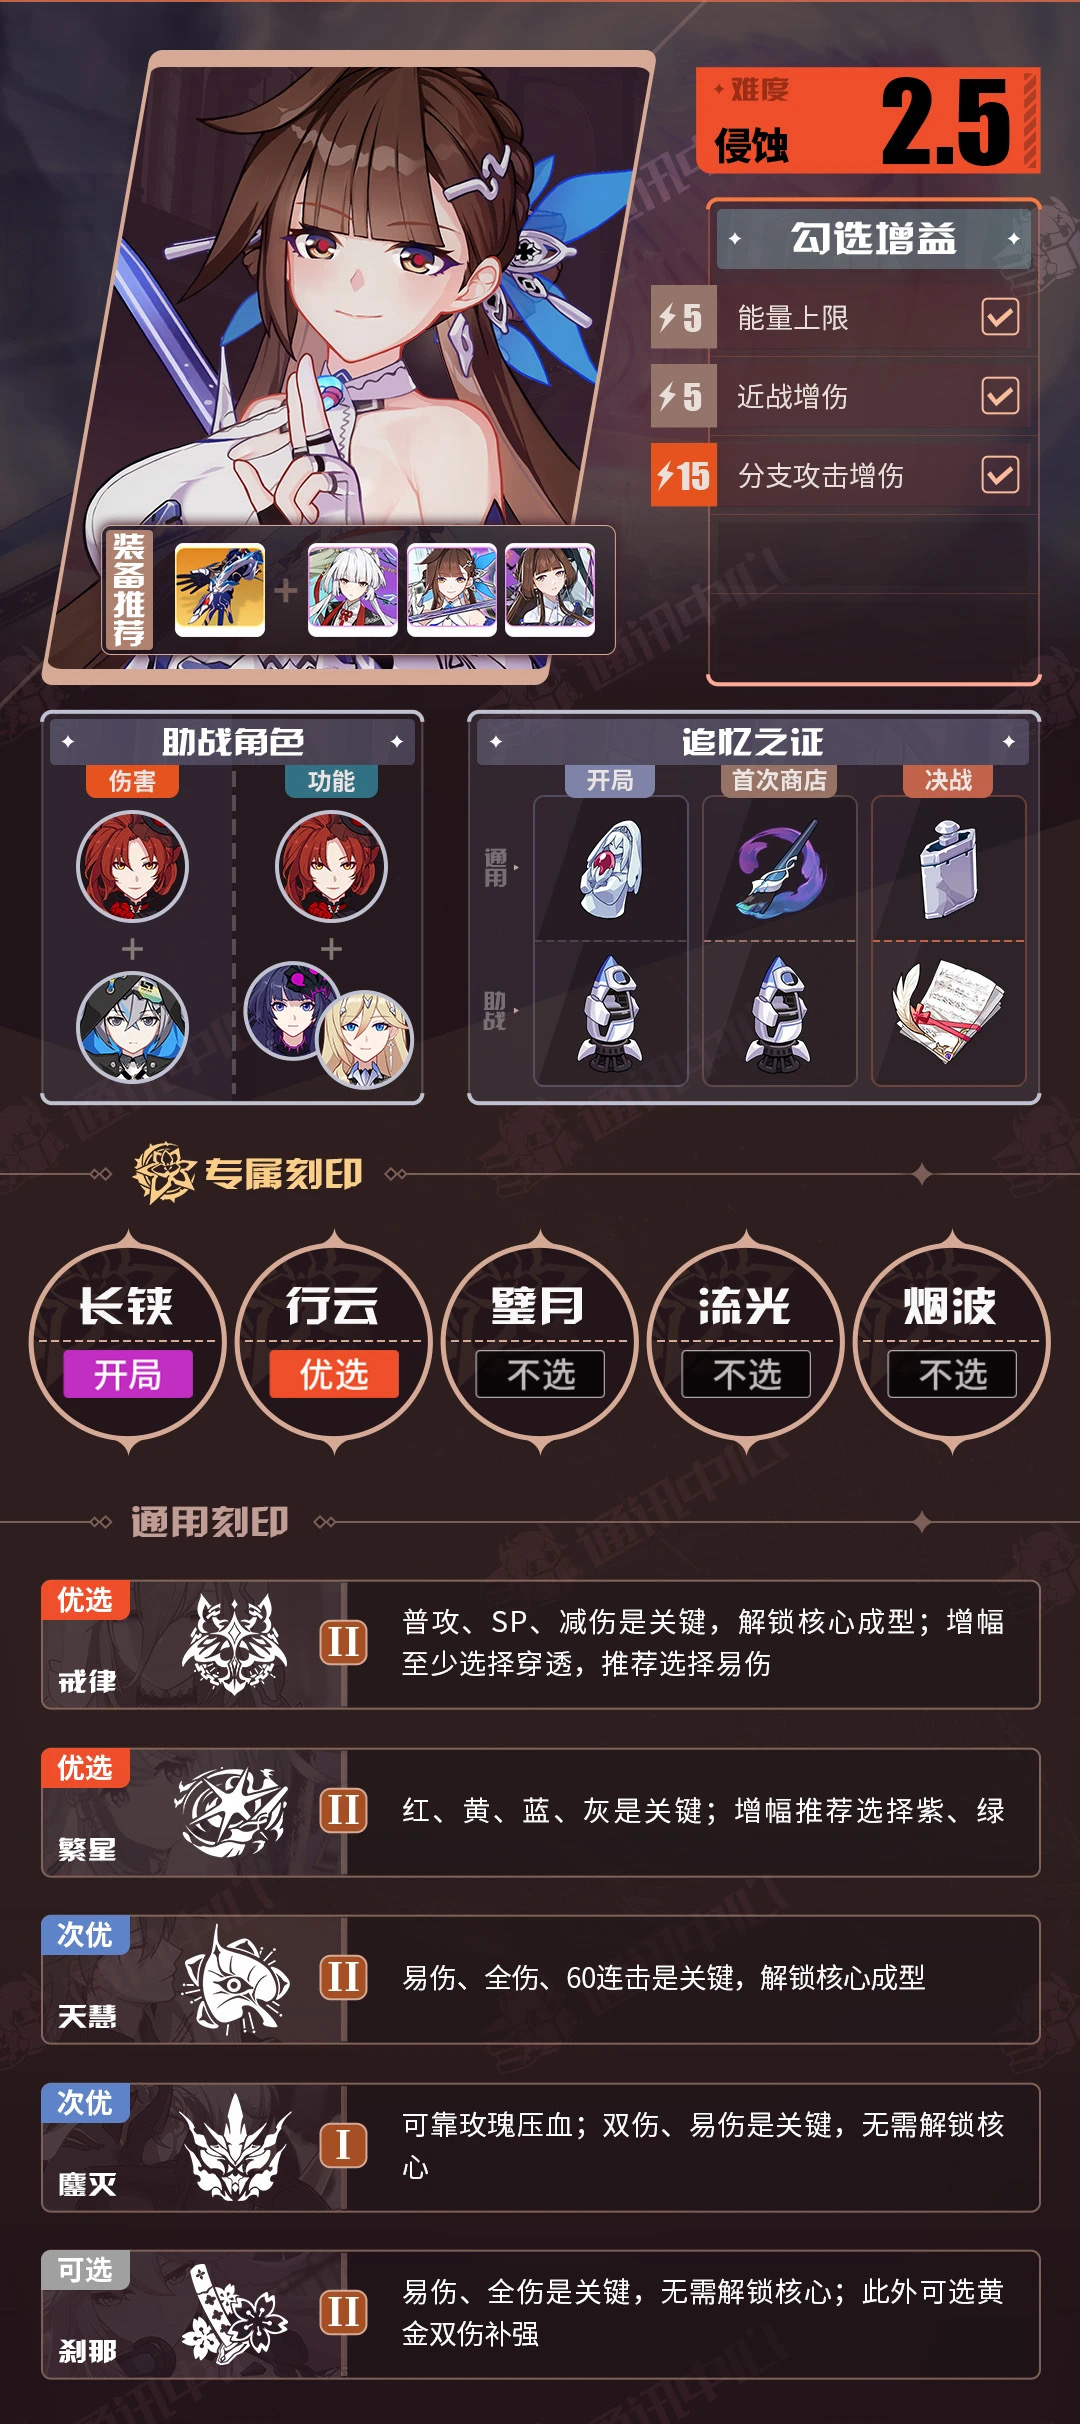 难度
侵蚀
2.5
勾选增益
5
能量上限
5
近战增伤
15
分支攻击增伤
装备推荐
助战角色
伤害
功能
追忆之证
开局
首次商店
决战
通用
助战
专属刻印
长铗
开局
行云
优选
璧月
不选
流光
不选
烟波
不选
通用刻印
优选
戒律
II
普攻、SP、减伤是关键，解锁核心成型；增幅
至少选择穿透，推荐选择易伤
优选
繁星
II
红、黄、蓝、灰是关键；增幅推荐选择紫、绿
次优
天慧
II
易伤、全伤、60连击是关键，解锁核心成型
次优
鏖灭
I
可靠玫瑰压血；双伤、易伤是关键，无需解锁核
心
可选
刹那
II
易伤、全伤是关键，无需解锁核心；此外可选黄
金双伤补强
通讯中心